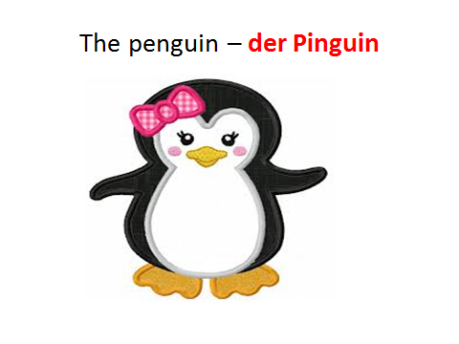 The penguin – der Pinguin